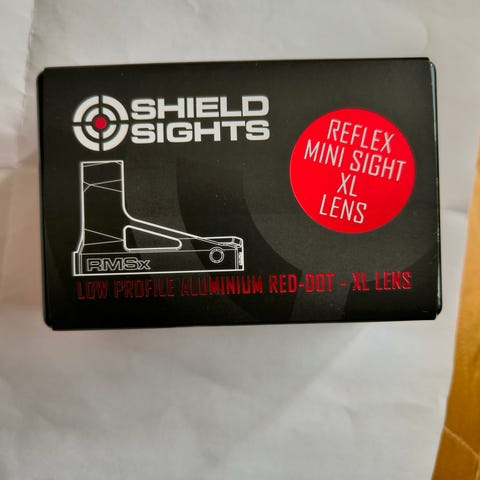 SHIELD
SIGHTS
REFLEX
MINI SIGHT
XL
LENS
RMSx
LOW PROFILE ALUMINIUM RED-DOT - XL LENS